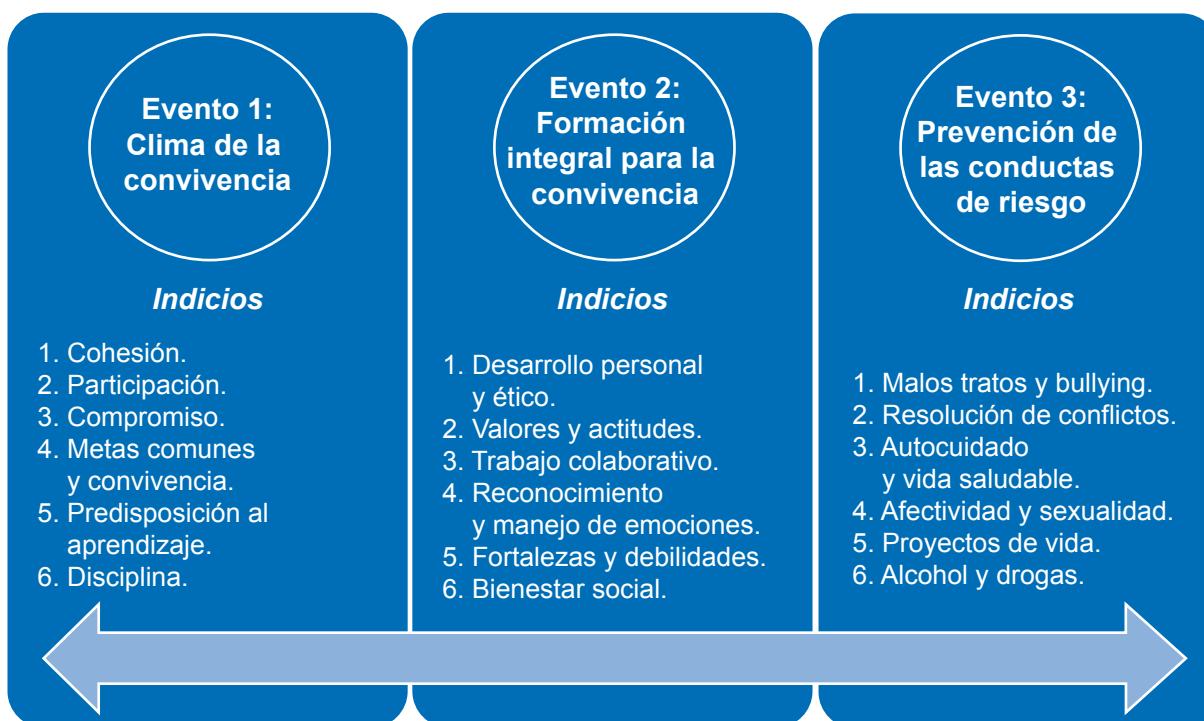 Evento 1:
Clima de la
convivencia
Indicios
1. Cohesión.
2. Participación.
3. Compromiso.
4. Metas comunes
y convivencia.
5. Predisposición al
aprendizaje.
6. Disciplina.
Evento 2:
Formación
integral para la
convivencia
Indicios
1. Desarrollo personal
y ético.
2. Valores y actitudes.
3. Trabajo colaborativo.
4. Reconocimiento
y manejo de emociones.
5. Fortalezas y debilidades.
6. Bienestar social.
Evento 3:
Prevención de
las conductas
de riesgo
Indicios
1. Malos tratos y bullying.
2. Resolución de conflictos.
3. Autocuidado
y vida saludable.
4. Afectividad y sexualidad.
5. Proyectos de vida.
6. Alcohol y drogas.